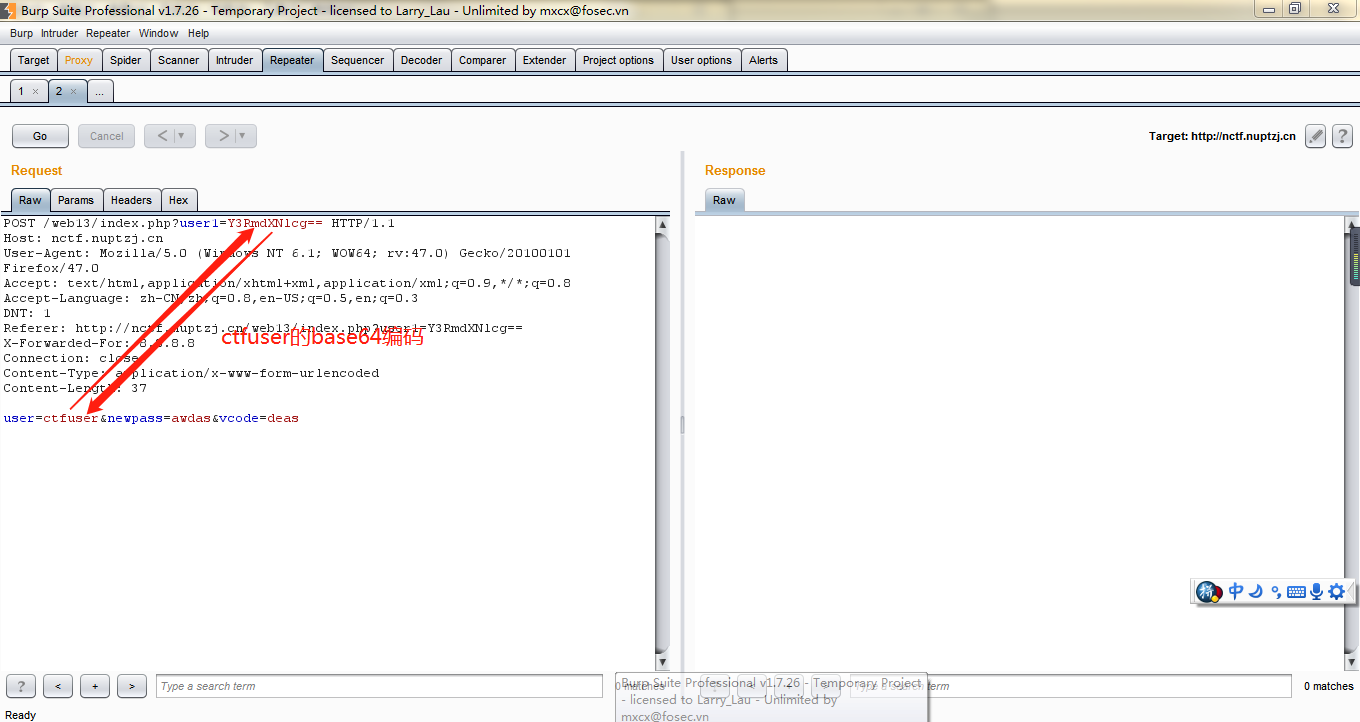 Burp Suite Professional v1.7.26 - Temporary Project - licensed to Larry_Lau - Unlimited by mxcx@fosec.vn
Burp Intruder Repeater Window Help
Target Proxy Spider Scanner Intruder Repeater Sequencer Decoder Comparer Extender Project options User options Alerts
1 × 2 × ...
Go Cancel < ▼ > ▼ Target: http://nctf.nuptzj.cn ?
Request
Raw Params Headers Hex
POST /web13/index.php?user1=Y3RmdXNlcg== HTTP/1.1
Host: nctf.nuptzj.cn
User-Agent: Mozilla/5.0 (Windows NT 6.1; WOW64; rv:47.0) Gecko/20100101
Firefox/47.0
Accept: text/html,application/xhtml+xml,application/xml;q=0.9,*/*;q=0.8
Accept-Language: zh-CN,zh;q=0.8,en-US;q=0.5,en;q=0.3
DNT: 1
Referer: http://nctf.nuptzj.cn/web13/index.php?user1=Y3RmdXNlcg==
ctfuser的base64编码
X-Forwarded-For: 8.8.8.8
Connection: close
Content-Type: application/x-www-form-urlencoded
Content-Length: 37
user=ctfuser&newpass=awdas&vcode=deas
Response
Raw
中
? < + > Type a search term 0 matches
? < + > Type a search term 0 matches
Burp Suite Professional v1.7.26 - Temporary Project
- licensed to Larry_Lau - Unlimited by
mxcx@fosec.vn
Ready